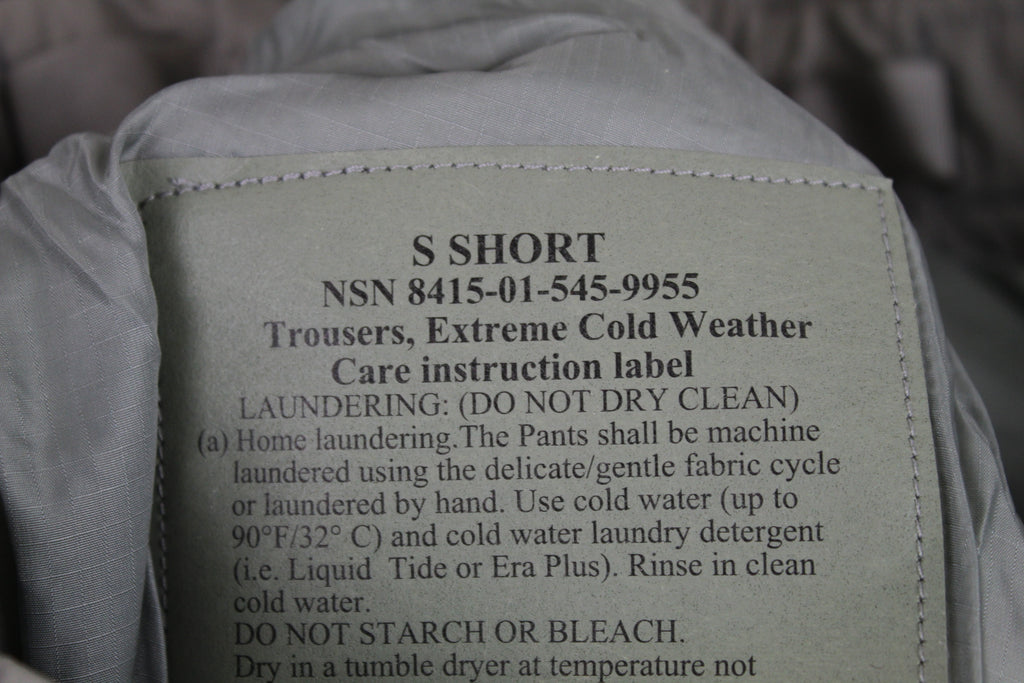 S SHORT
NSN 8415-01-545-9955
Trousers, Extreme Cold Weather
Care instruction label
LAUNDERING: (DO NOT DRY CLEAN)
(a) Home laundering.The Pants shall be machine
laundered using the delicate/gentle fabric cycle
or laundered by hand. Use cold water (up to
90°F/32° C) and cold water laundry detergent
(i.e. Liquid  Tide or Era Plus). Rinse in clean
cold water.
DO NOT STARCH OR BLEACH.
Dry in a tumble dryer at temperature not